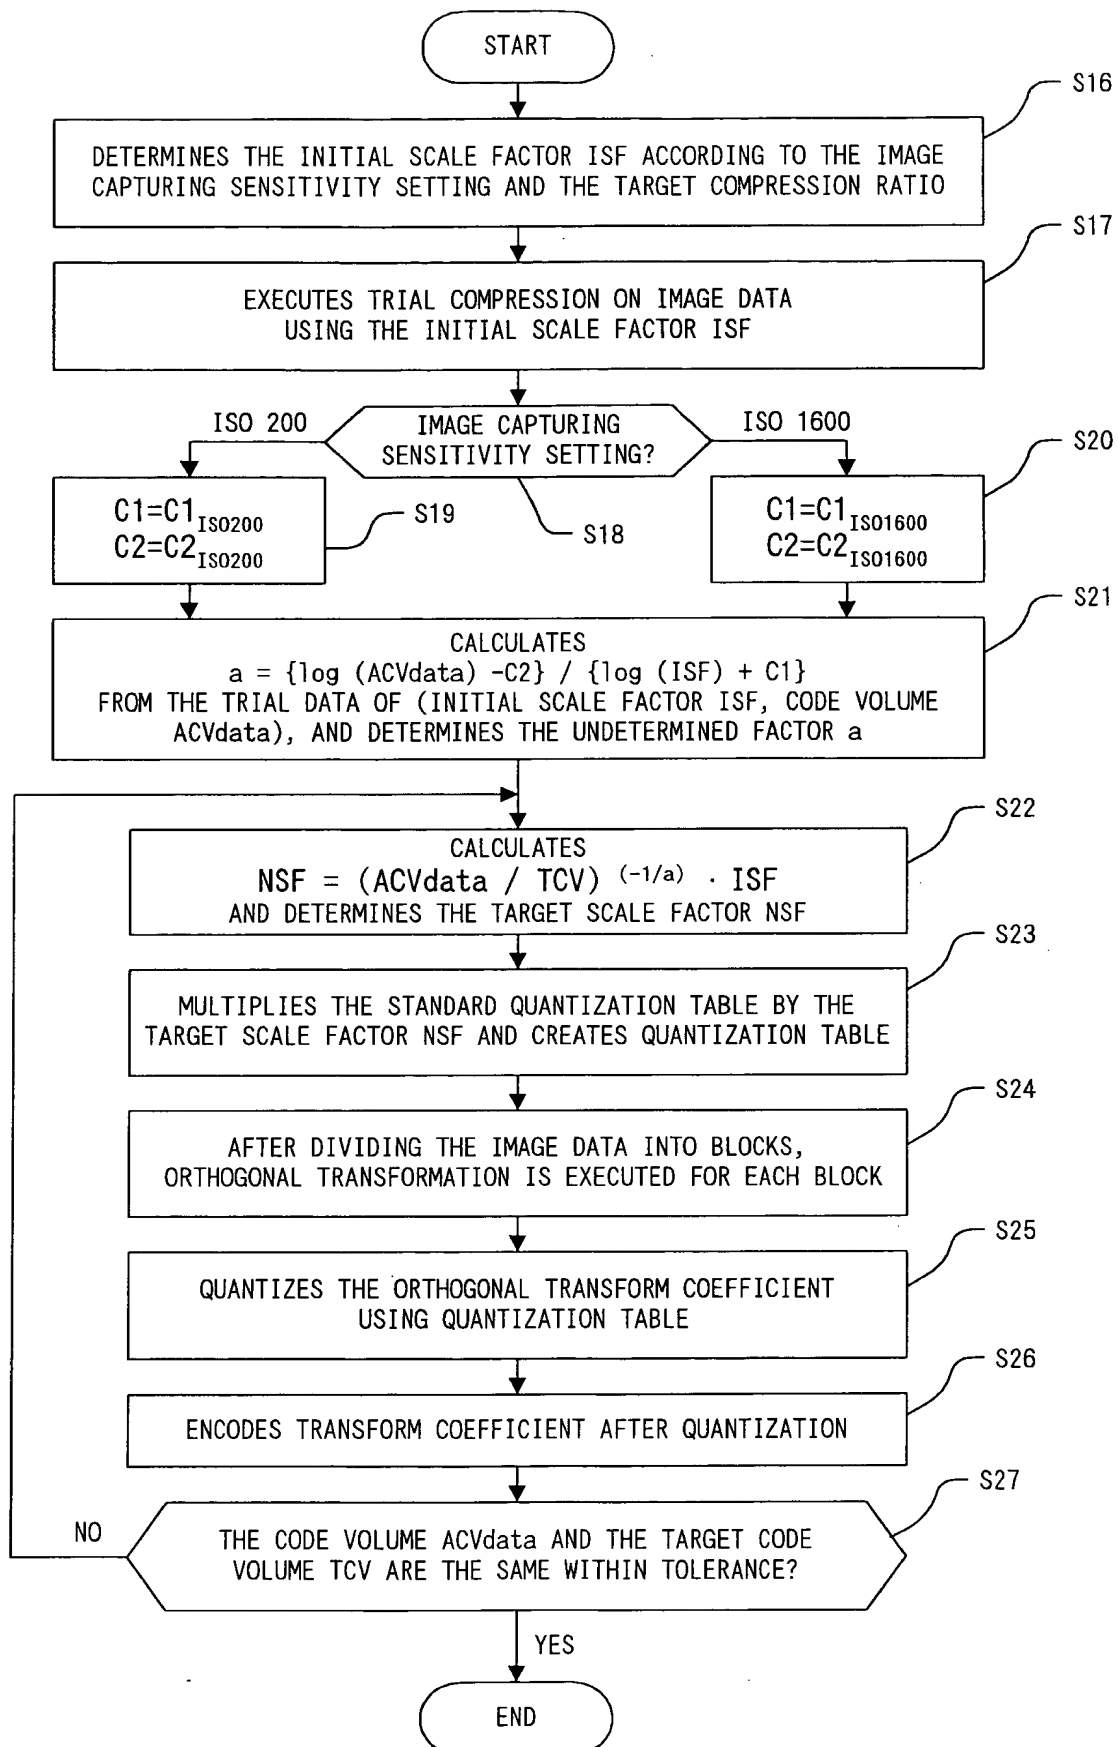 START
S16
DETERMINES THE INITIAL SCALE FACTOR ISF ACCORDING TO THE IMAGE
CAPTURING SENSITIVITY SETTING AND THE TARGET COMPRESSION RATIO
S17
EXECUTES TRIAL COMPRESSION ON IMAGE DATA
USING THE INITIAL SCALE FACTOR ISF
ISO 200
IMAGE CAPTURING
SENSITIVITY SETTING?
ISO 1600
S18
C1=C1ISO200
C2=C2ISO200
S19
C1=C1ISO1600
C2=C2ISO1600
S20
S21
CALCULATES
a = {log (ACVdata) -C2} / {log (ISF) + C1}
FROM THE TRIAL DATA OF (INITIAL SCALE FACTOR ISF, CODE VOLUME
ACVdata), AND DETERMINES THE UNDETERMINED FACTOR a
S22
CALCULATES
NSF = (ACVdata / TCV) (-1/a) · ISF
AND DETERMINES THE TARGET SCALE FACTOR NSF
S23
MULTIPLIES THE STANDARD QUANTIZATION TABLE BY THE
TARGET SCALE FACTOR NSF AND CREATES QUANTIZATION TABLE
S24
AFTER DIVIDING THE IMAGE DATA INTO BLOCKS,
ORTHOGONAL TRANSFORMATION IS EXECUTED FOR EACH BLOCK
S25
QUANTIZES THE ORTHOGONAL TRANSFORM COEFFICIENT
USING QUANTIZATION TABLE
S26
ENCODES TRANSFORM COEFFICIENT AFTER QUANTIZATION
S27
NO
THE CODE VOLUME ACVdata AND THE TARGET CODE
VOLUME TCV ARE THE SAME WITHIN TOLERANCE?
YES
END